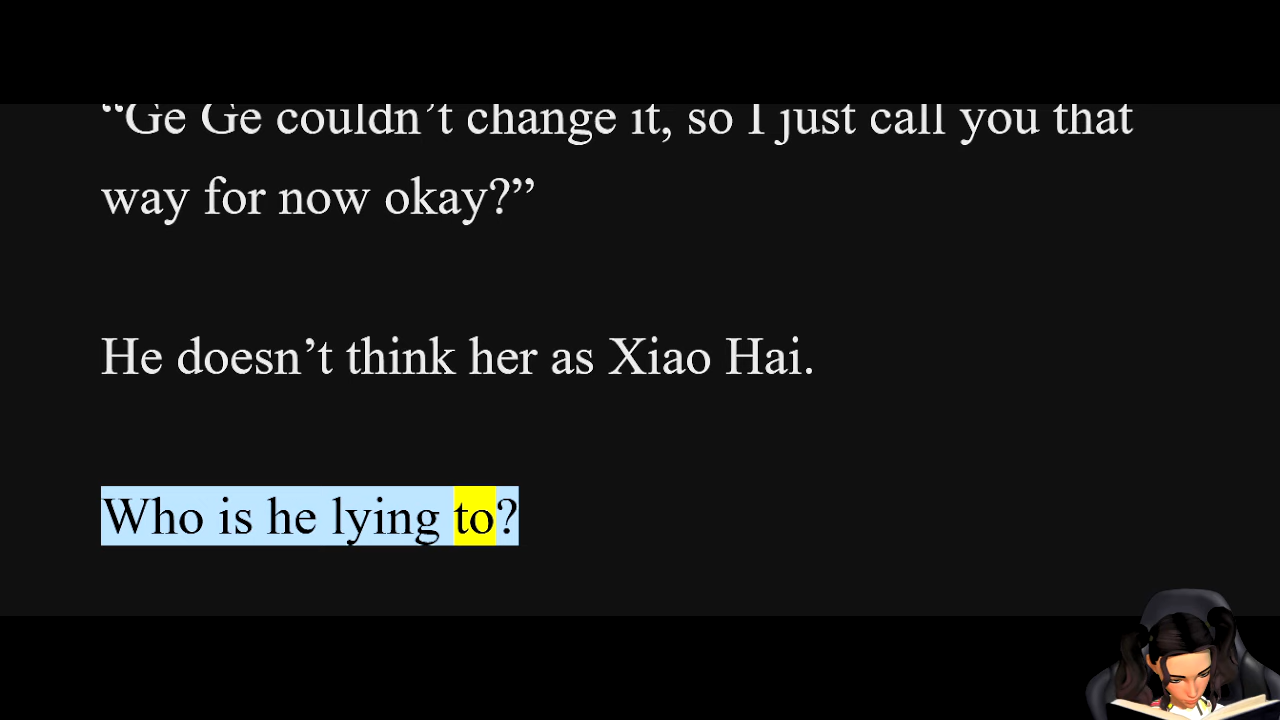 “Ge Ge couldn’t change it, so I just call you that
way for now okay?”
He doesn’t think her as Xiao Hai.
Who is he lying to?